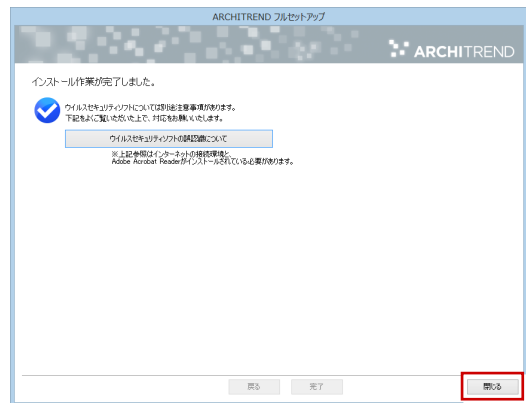 ARCHITREND フルセットアップ
ARCHITREND
インストール作業が完了しました。
ウイルスセキュリティソフトについては別途注意事項があります。
下記をよくご覧いただいた上で、対応をお願いいたします。
ウイルスセキュリティソフトの誤認識について
※上記参照はインターネットの接続環境と、
Adobe Acrobat Readerがインストールされている必要があります。
戻る
完了
閉じる